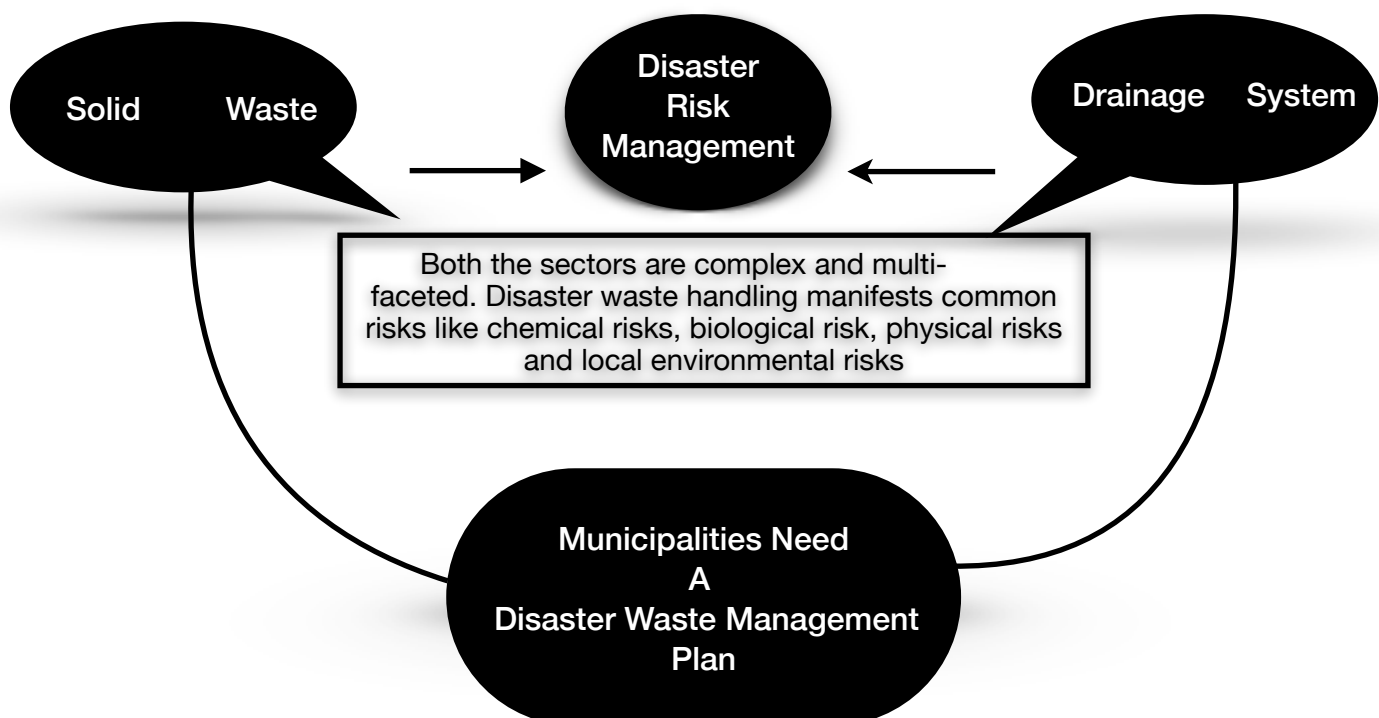 Solid Waste
Disaster
Risk
Management
Drainage System
Both the sectors are complex and multi-
faceted. Disaster waste handling manifests common
risks like chemical risks, biological risk, physical risks
and local environmental risks
Municipalities Need
A
Disaster Waste Management
Plan